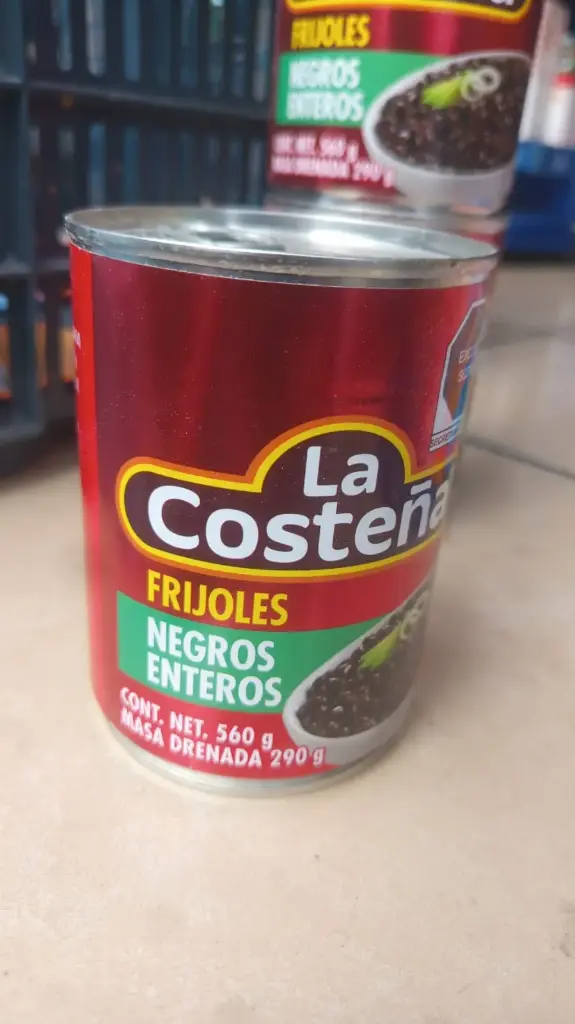 FRIJOLES
NEGROS
ENTEROS
CONT. NET. 560 g
MASA DRENADA 290 g
La
Costeña
FRIJOLES
NEGROS
ENTEROS
CONT. NET. 560 g
MASA DRENADA 290 g